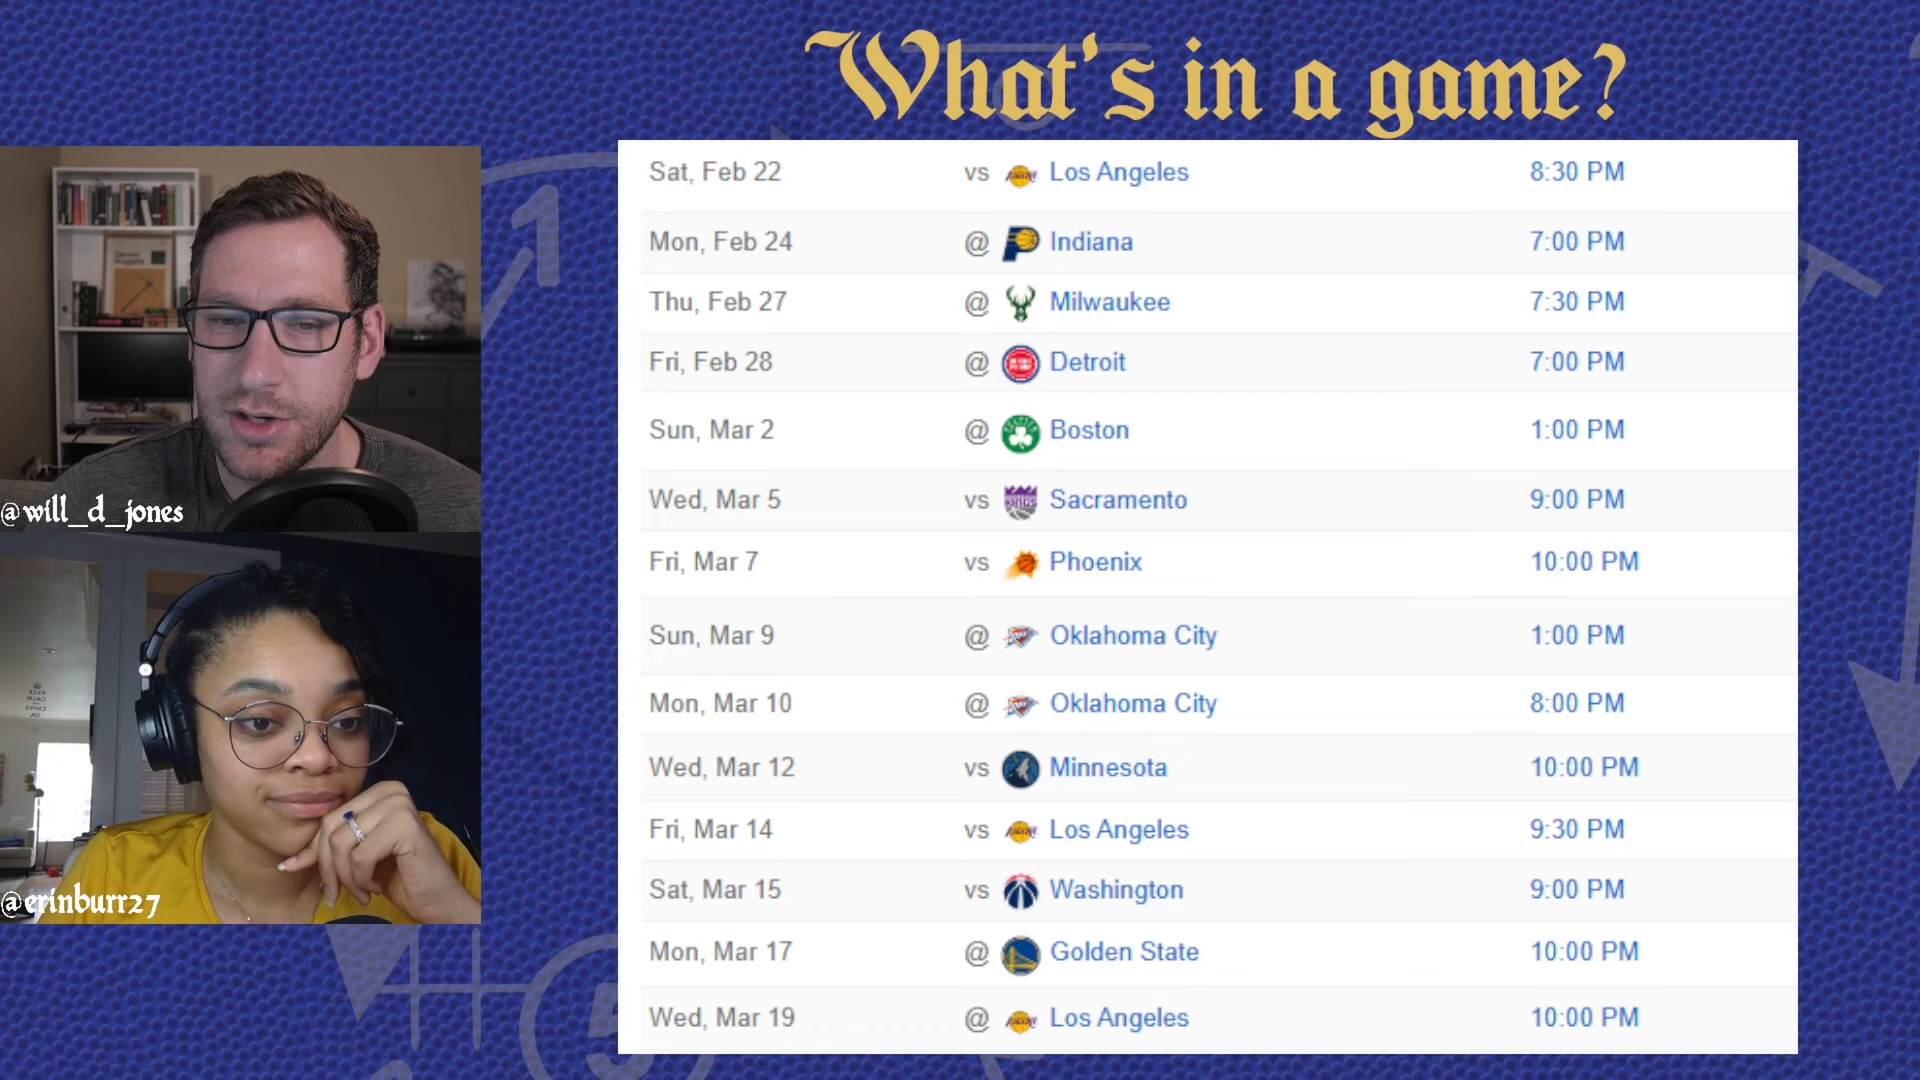 What's in a game?
Sat, Feb 22 vs Los Angeles 8:30 PM
Mon, Feb 24 @ Indiana 7:00 PM
Thu, Feb 27 @ Milwaukee 7:30 PM
Fri, Feb 28 @ Detroit 7:00 PM
Sun, Mar 2 @ Boston 1:00 PM
Wed, Mar 5 vs Sacramento 9:00 PM
Fri, Mar 7 vs Phoenix 10:00 PM
Sun, Mar 9 @ Oklahoma City 1:00 PM
Mon, Mar 10 @ Oklahoma City 8:00 PM
Wed, Mar 12 vs Minnesota 10:00 PM
Fri, Mar 14 vs Los Angeles 9:30 PM
Sat, Mar 15 vs Washington 9:00 PM
Mon, Mar 17 @ Golden State 10:00 PM
Wed, Mar 19 @ Los Angeles 10:00 PM
Denver
Nuggets
@will_d_jones
@erinburr27
1
5